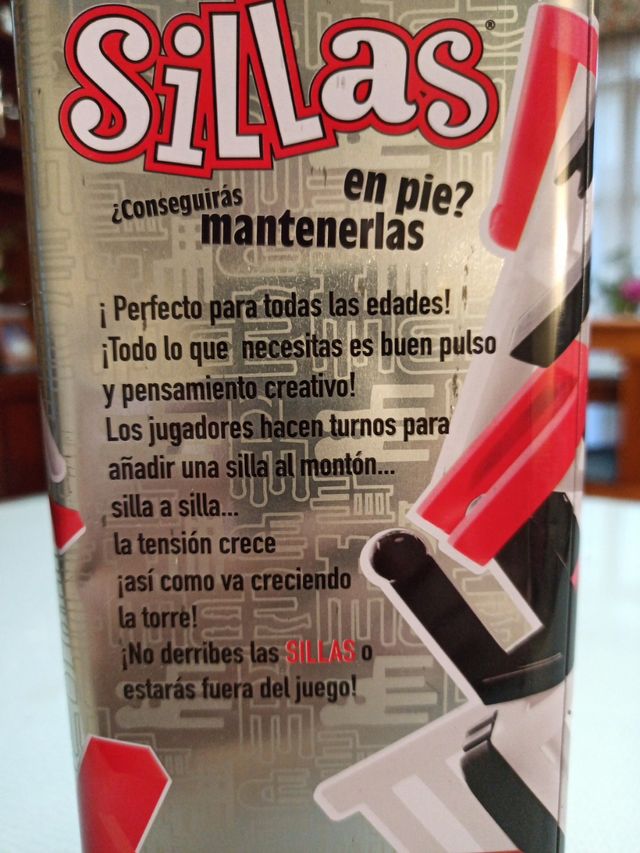 Sillas®
¿Conseguirás
mantenerlas
en pie?
¡ Perfecto para todas las edades!
¡Todo lo que necesitas es buen pulso
y pensamiento creativo!
Los jugadores hacen turnos para
añadir una silla al montón...
silla a silla...
la tensión crece
¡así como va creciendo
la torre!
¡No derribes las SILLAS o
estarás fuera del juego!